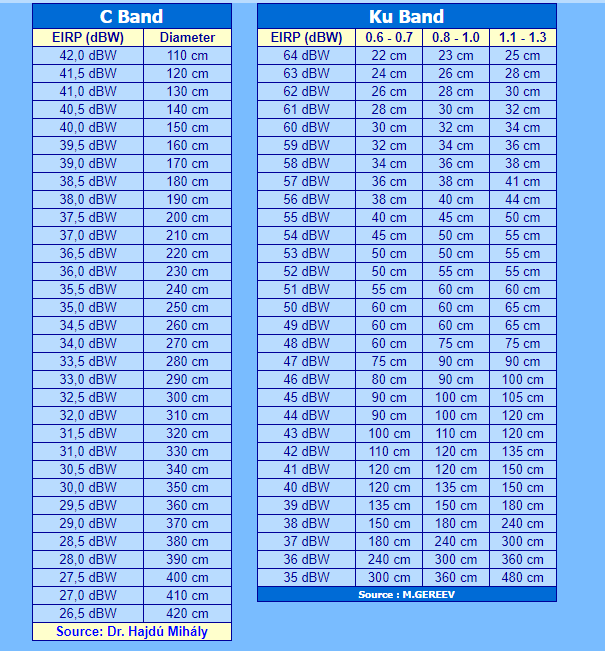 C Band
EIRP (dBW) Diameter
42,0 dBW 110 cm
41,5 dBW 120 cm
41,0 dBW 130 cm
40,5 dBW 140 cm
40,0 dBW 150 cm
39,5 dBW 160 cm
39,0 dBW 170 cm
38,5 dBW 180 cm
38,0 dBW 190 cm
37,5 dBW 200 cm
37,0 dBW 210 cm
36,5 dBW 220 cm
36,0 dBW 230 cm
35,5 dBW 240 cm
35,0 dBW 250 cm
34,5 dBW 260 cm
34,0 dBW 270 cm
33,5 dBW 280 cm
33,0 dBW 290 cm
32,5 dBW 300 cm
32,0 dBW 310 cm
31,5 dBW 320 cm
31,0 dBW 330 cm
30,5 dBW 340 cm
30,0 dBW 350 cm
29,5 dBW 360 cm
29,0 dBW 370 cm
28,5 dBW 380 cm
28,0 dBW 390 cm
27,5 dBW 400 cm
27,0 dBW 410 cm
26,5 dBW 420 cm
Source: Dr. Hajdú Mihály
Ku Band
EIRP (dBW) 0.6 - 0.7 0.8 - 1.0 1.1 - 1.3
64 dBW 22 cm 23 cm 25 cm
63 dBW 24 cm 26 cm 28 cm
62 dBW 26 cm 28 cm 30 cm
61 dBW 28 cm 30 cm 32 cm
60 dBW 30 cm 32 cm 34 cm
59 dBW 32 cm 34 cm 36 cm
58 dBW 34 cm 36 cm 38 cm
57 dBW 36 cm 38 cm 41 cm
56 dBW 38 cm 40 cm 44 cm
55 dBW 40 cm 45 cm 50 cm
54 dBW 45 cm 50 cm 55 cm
53 dBW 50 cm 50 cm 55 cm
52 dBW 50 cm 55 cm 55 cm
51 dBW 55 cm 60 cm 60 cm
50 dBW 60 cm 60 cm 65 cm
49 dBW 60 cm 60 cm 65 cm
48 dBW 60 cm 75 cm 75 cm
47 dBW 75 cm 90 cm 90 cm
46 dBW 80 cm 90 cm 100 cm
45 dBW 90 cm 100 cm 105 cm
44 dBW 90 cm 100 cm 120 cm
43 dBW 100 cm 110 cm 120 cm
42 dBW 110 cm 120 cm 135 cm
41 dBW 120 cm 120 cm 150 cm
40 dBW 120 cm 135 cm 150 cm
39 dBW 135 cm 150 cm 180 cm
38 dBW 150 cm 180 cm 240 cm
37 dBW 180 cm 240 cm 300 cm
36 dBW 240 cm 300 cm 360 cm
35 dBW 300 cm 360 cm 480 cm
Source : M.GEREEV